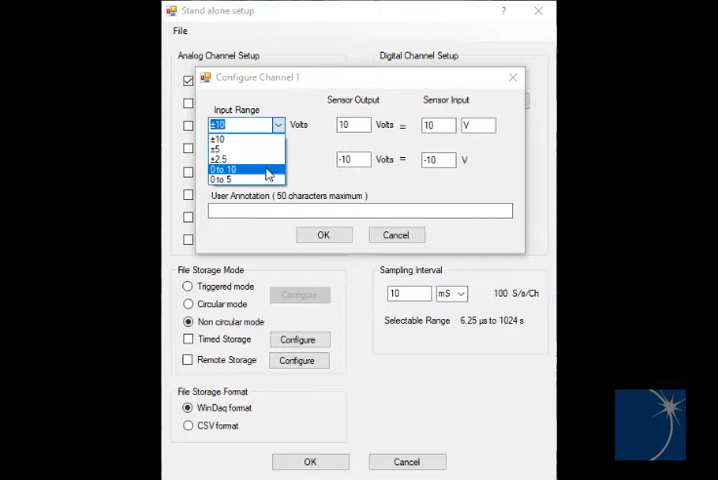 Stand alone setup
File
Analog Channel Setup
Digital Channel Setup
Configure Channel 1
Input Range
Sensor Output
Sensor Input
±10
Volts
10
Volts
=
10
V
±10
±5
±2.5
0 to 10
0 to 5
-10
Volts
=
-10
V
User Annotation ( 50 characters maximum )
OK
Cancel
File Storage Mode
Triggered mode
Configure
Circular mode
Non circular mode
Timed Storage
Configure
Remote Storage
Configure
Sampling Interval
10
mS
100 S/s/Ch
Selectable Range 6.25 µs to 1024 s
File Storage Format
WinDaq format
CSV format
OK
Cancel